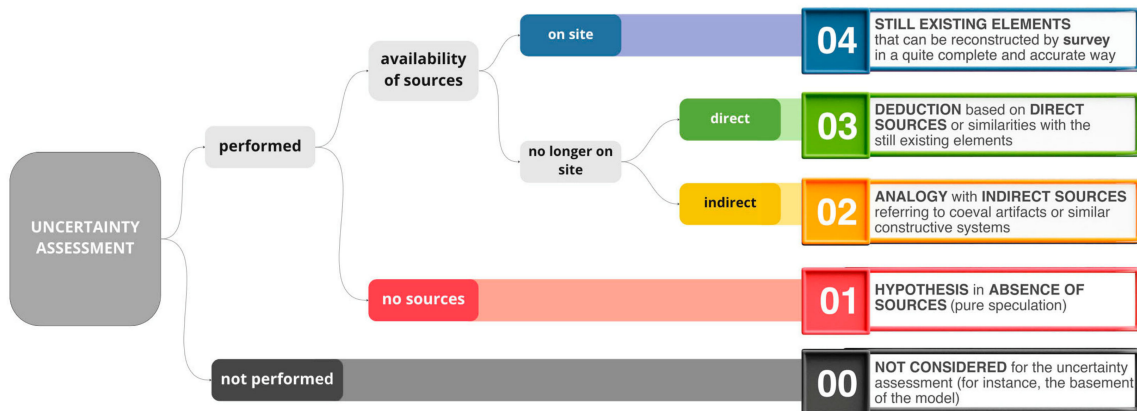 UNCERTAINTY
ASSESSMENT
performed
not performed
availability
of sources
no sources
on site
no longer on
site
direct
indirect
04
STILL EXISTING ELEMENTS
that can be reconstructed by survey
in a quite complete and accurate way
03
DEDUCTION based on DIRECT
SOURCES or similarities with the
still existing elements
02
ANALOGY with INDIRECT SOURCES
referring to coeval artifacts or similar
constructive systems
01
HYPOTHESIS in ABSENCE OF
SOURCES (pure speculation)
00
NOT CONSIDERED for the uncertainty
assessment (for instance, the basement
of the model)